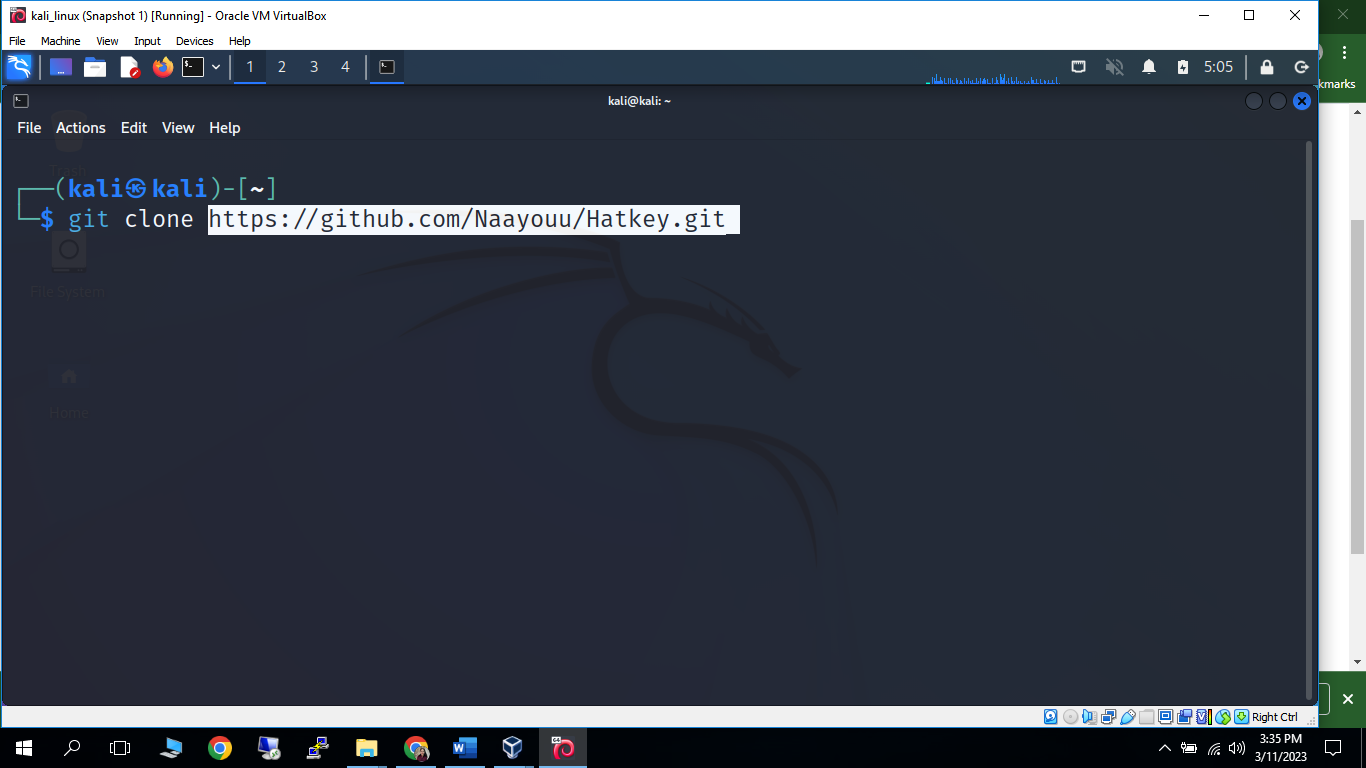 kali_linux (Snapshot 1) [Running] - Oracle VM VirtualBox
File Machine View Input Devices Help
1 2 3 4 5:05
kmarks
kali@kali: ~
File Actions Edit View Help
┌──(kali㉿kali)-[~]
└─$ git clone https://github.com/Naayouu/Hatkey.git
File System
Home
Right Ctrl
3:35 PM
3/11/2023